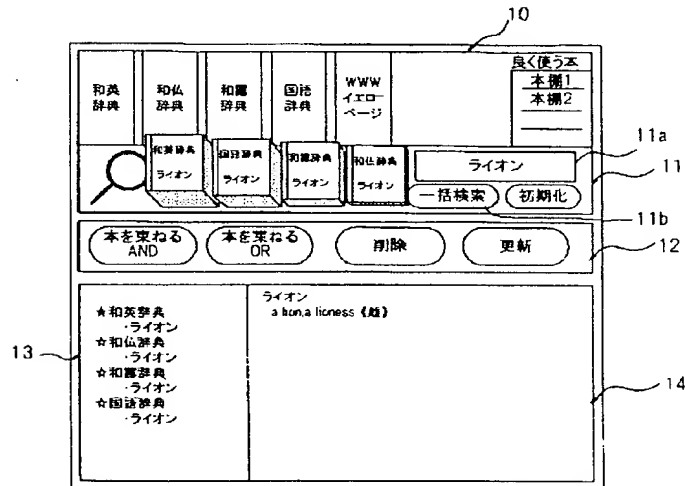 10
和英
辞典
和仏
辞典
和露
辞典
国語
辞典
WWW
イエロー
ページ
良く使う本
本棚1
本棚2
和英辞典
ライオン
国語辞典
ライオン
和露辞典
ライオン
和仏辞典
ライオン
ライオン
一括検索
初期化
11a
11
11b
本を束ねる
AND
本を束ねる
OR
削除
更新
12
13
★和英辞典
・ライオン
☆和仏辞典
・ライオン
☆和露辞典
・ライオン
☆国語辞典
・ライオン
ライオン
a lion,a lioness《雌》
14